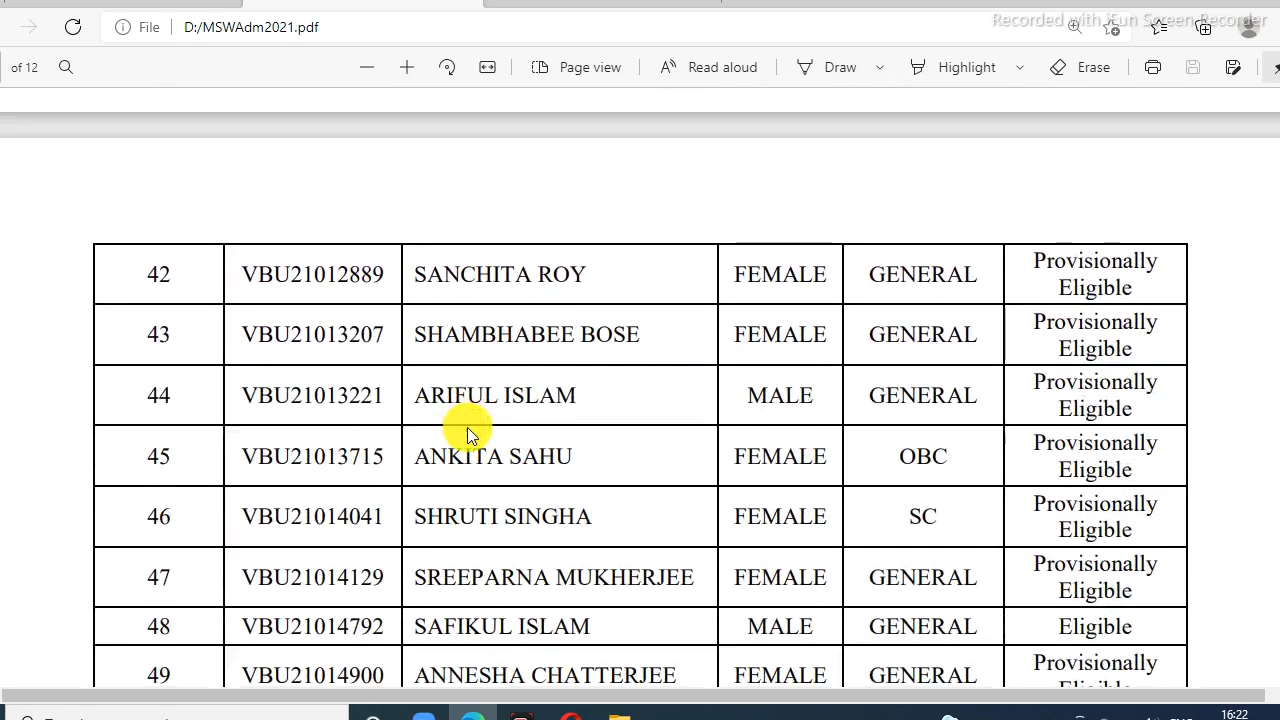 Recorded with iFun Screen Recorder
File D:/MSWAdm2021.pdf
of 12 Page view Read aloud Draw Highlight Erase
42 VBU21012889 SANCHITA ROY FEMALE GENERAL Provisionally Eligible
43 VBU21013207 SHAMBHABEE BOSE FEMALE GENERAL Provisionally Eligible
44 VBU21013221 ARIFUL ISLAM MALE GENERAL Provisionally Eligible
45 VBU21013715 ANKITA SAHU FEMALE OBC Provisionally Eligible
46 VBU21014041 SHRUTI SINGHA FEMALE SC Provisionally Eligible
47 VBU21014129 SREEPARNA MUKHERJEE FEMALE GENERAL Provisionally Eligible
48 VBU21014792 SAFIKUL ISLAM MALE GENERAL Eligible
49 VBU21014900 ANNESHA CHATTERJEE FEMALE GENERAL Provisionally
16:22